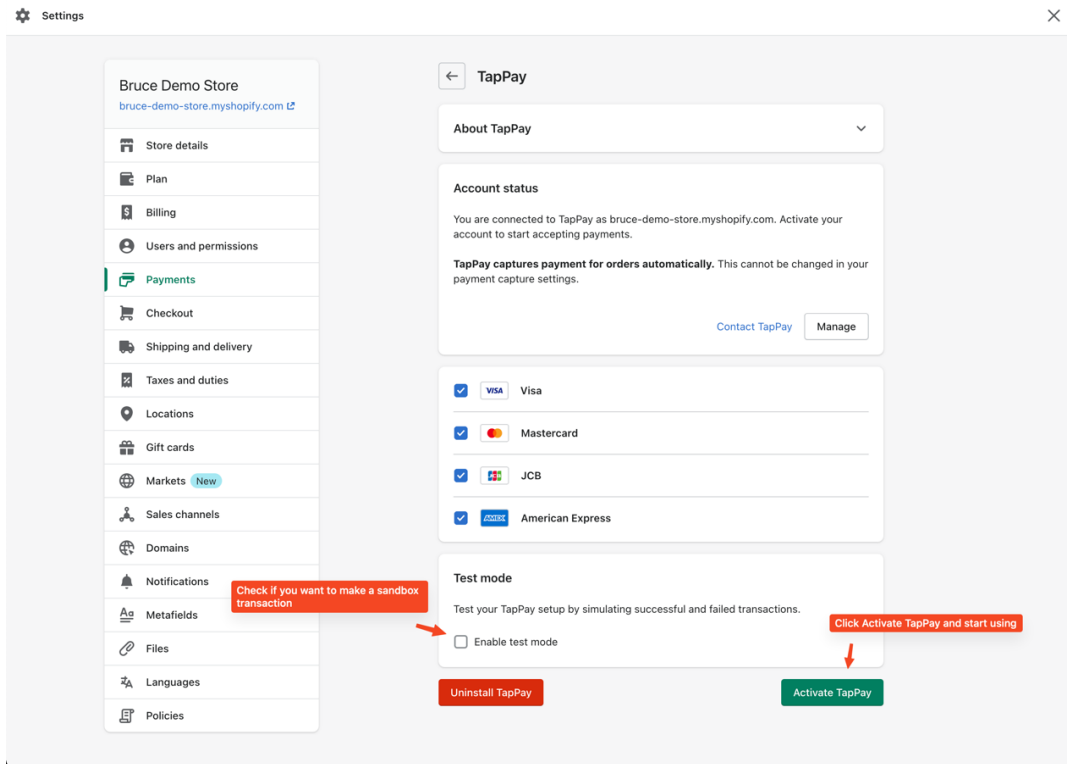 Settings
Bruce Demo Store
bruce-demo-store.myshopify.com
Store details
Plan
Billing
Users and permissions
Payments
Checkout
Shipping and delivery
Taxes and duties
Locations
Gift cards
Markets New
Sales channels
Domains
Notifications
Metafields
Files
Languages
Policies
TapPay
About TapPay
Account status
You are connected to TapPay as bruce-demo-store.myshopify.com. Activate your
account to start accepting payments.
TapPay captures payment for orders automatically. This cannot be changed in your
payment capture settings.
Contact TapPay Manage
VISA Visa
Mastercard
JCB JCB
AMEX American Express
Test mode
Check if you want to make a sandbox
transaction
Test your TapPay setup by simulating successful and failed transactions.
Click Activate TapPay and start using
Enable test mode
Uninstall TapPay Activate TapPay